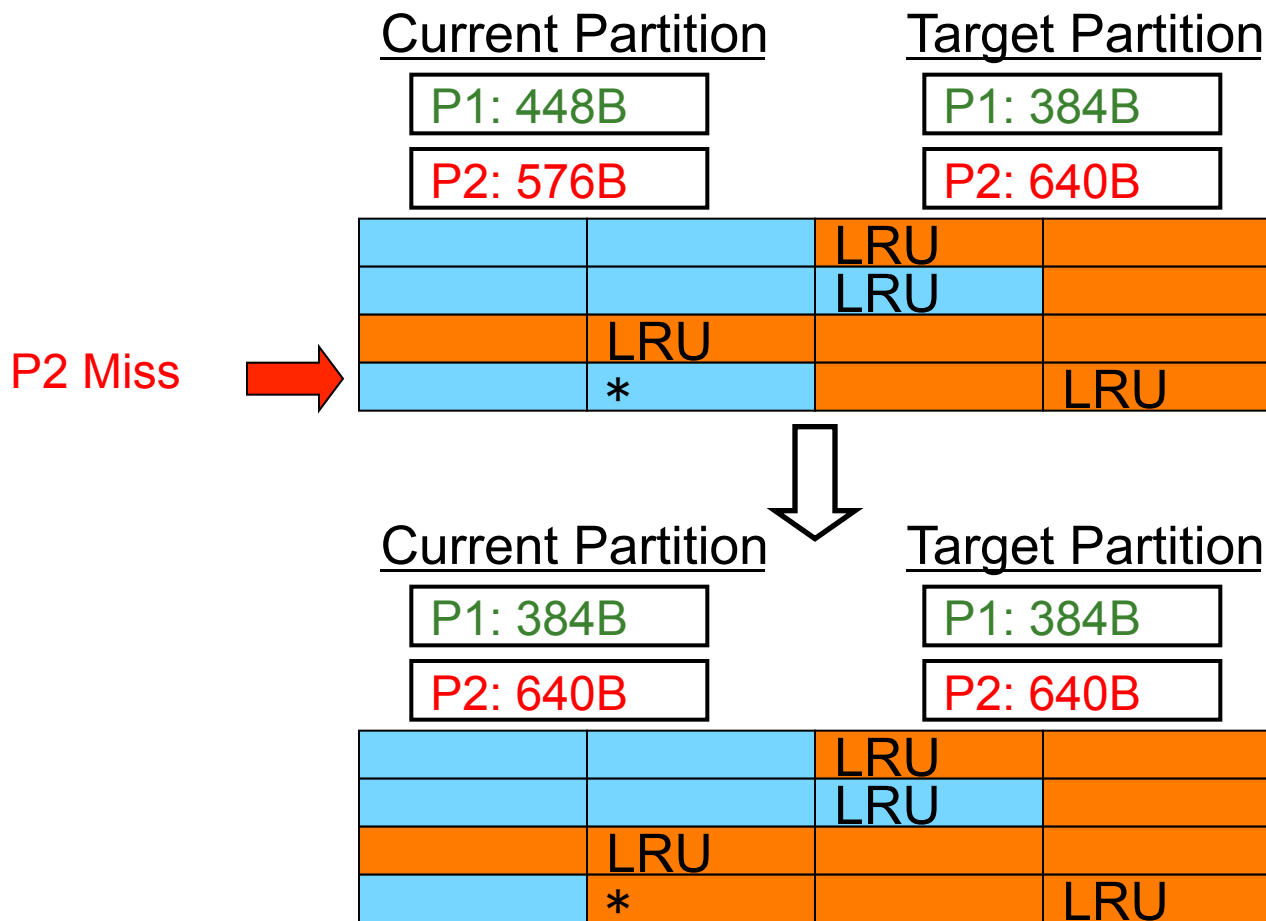 Current Partition Target Partition
P1: 448B P1: 384B
P2: 576B P2: 640B
LRU
LRU
LRU
P2 Miss * LRU
Current Partition Target Partition
P1: 384B P1: 384B
P2: 640B P2: 640B
LRU
LRU
LRU
* LRU